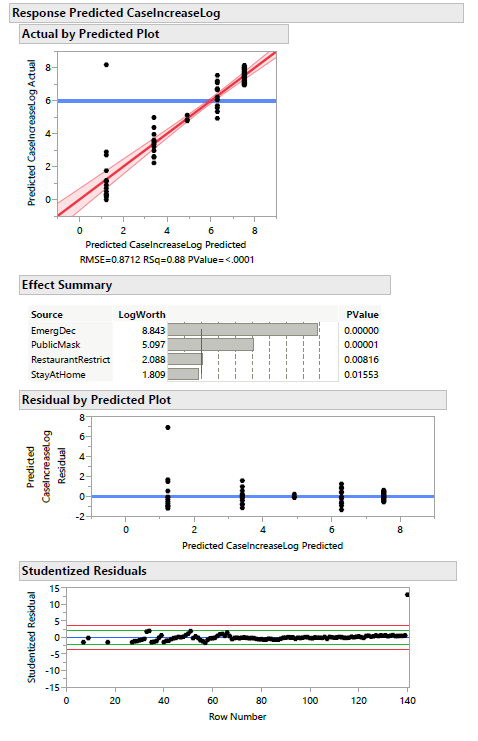 Response Predicted CaseIncreaseLog
Actual by Predicted Plot
Predicted CaseIncreaseLog Actual
8
6
4
2
0
0 2 4 6 8
Predicted CaseIncreaseLog Predicted
RMSE=0.8712 RSq=0.88 PValue=<.0001
Effect Summary
Source LogWorth PValue
EmergDec 8.843 0.00000
PublicMask 5.097 0.00001
RestaurantRestrict 2.088 0.00816
StayAtHome 1.809 0.01553
Residual by Predicted Plot
Predicted
CaseIncreaseLog
Residual
8
6
4
2
0
-2
0 2 4 6 8
Predicted CaseIncreaseLog Predicted
Studentized Residuals
Studentized Residual
15
10
5
0
-5
-10
-15
0 20 40 60 80 100 120 140
Row Number